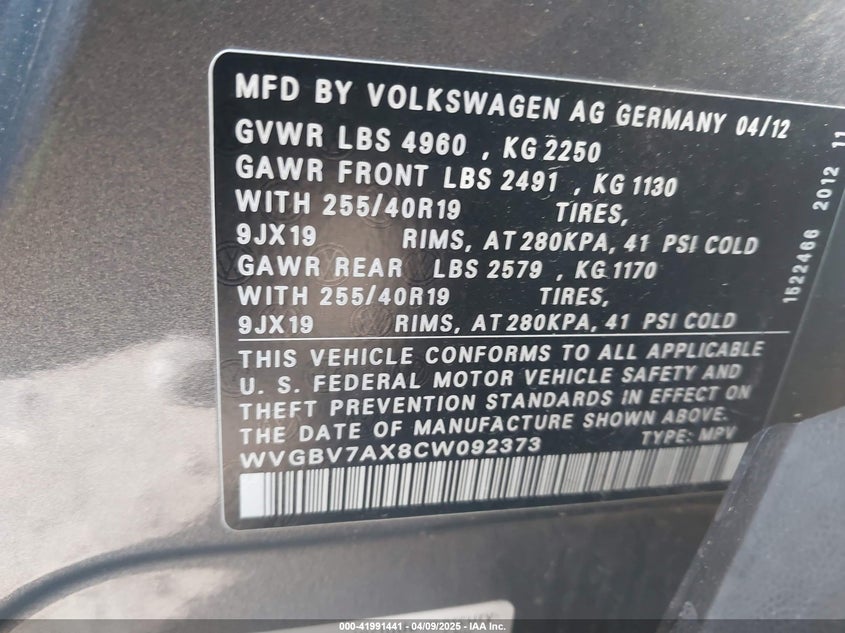 MFD BY VOLKSWAGEN AG GERMANY 04/12
GVWR LBS 4960 , KG 2250
GAWR FRONT LBS 2491 , KG 1130
WITH 255/40R19 TIRES,
9JX19 RIMS, AT 280KPA, 41 PSI COLD
GAWR REAR LBS 2579 , KG 1170
WITH 255/40R19 TIRES,
9JX19 RIMS, AT 280KPA, 41 PSI COLD
THIS VEHICLE CONFORMS TO ALL APPLICABLE
U. S. FEDERAL MOTOR VEHICLE SAFETY AND
THEFT PREVENTION STANDARDS IN EFFECT ON
THE DATE OF MANUFACTURE SHOWN ABOVE.
WVGBV7AX8CW092373 TYPE: MPV
1522466 2012 11
000-41991441 - 04/09/2025 - IAA Inc.